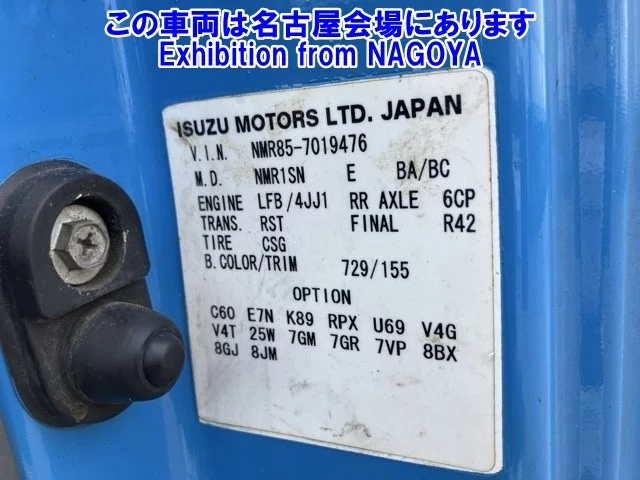 この車両は名古屋会場にあります
Exhibition from NAGOYA
ISUZU MOTORS LTD. JAPAN
V.I.N. NMR85-7019476
M.D. NMR1SN E BA/BC
ENGINE LFB/4JJ1 RR AXLE 6CP
TRANS. RST FINAL R42
TIRE CSG
B.COLOR/TRIM 729/155
OPTION
C60 E7N K89 RPX U69 V4G
V4T 25W 7GM 7GR 7VP 8BX
8GJ 8JM